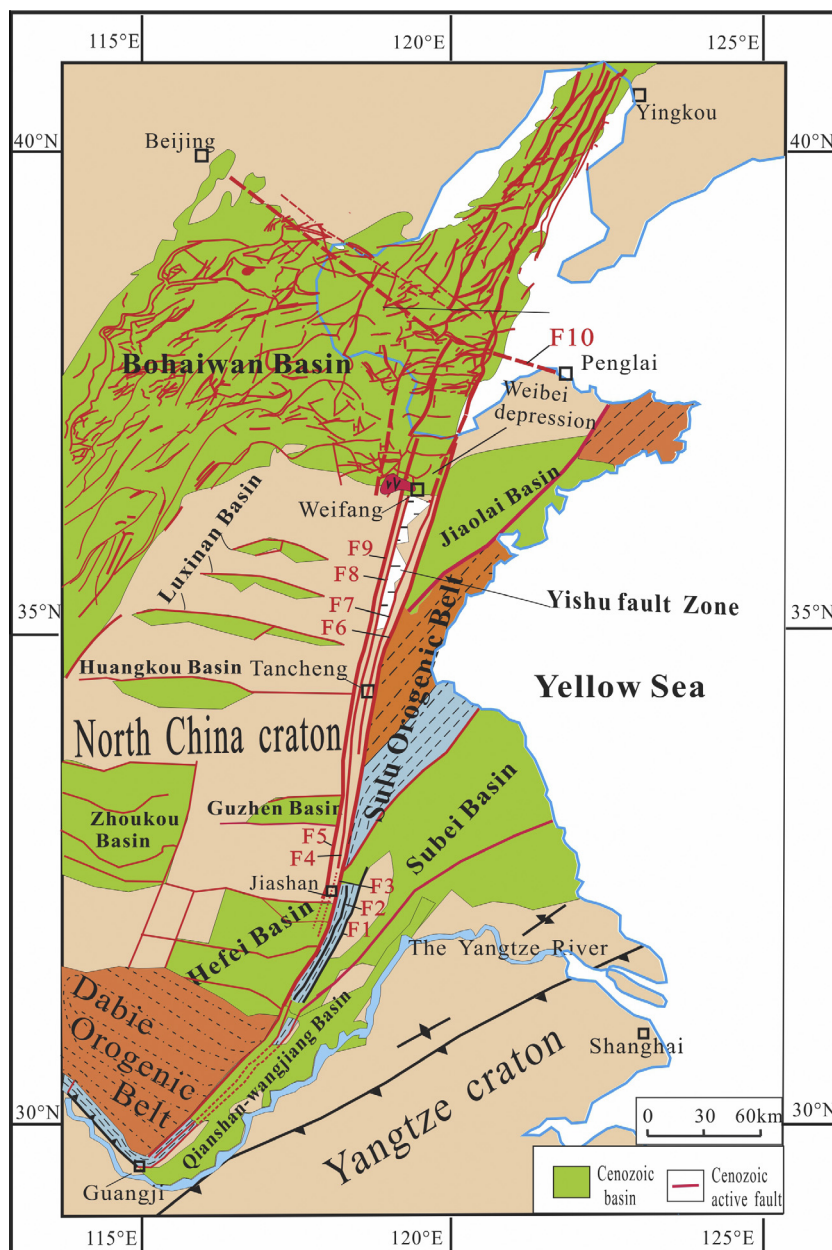 115°E
120°E
125°E
40°N
40°N
Beijing
Yingkou
F10
Penglai
Bohaiwan Basin
Weibei
depression
Weifang
Jiaolai Basin
Luxinan Basin
F9
F8
F7
F6
Yishu fault Zone
35°N
35°N
Huangkou Basin
Tancheng
Sulu Orogenic Belt
Yellow Sea
North China craton
Guzhen Basin
Zhoukou
Basin
Subei Basin
F5
F4
Jiashan
F3
F2
F1
Hefei Basin
The Yangtze River
Dabie
Orogenic
Belt
Shanghai
Qianshan-wangjiang Basin
Yangtze craton
30°N
30°N
Guangji
0 30 60km
Cenozoic
basin
Cenozoic
active fault
115°E
120°E
125°E